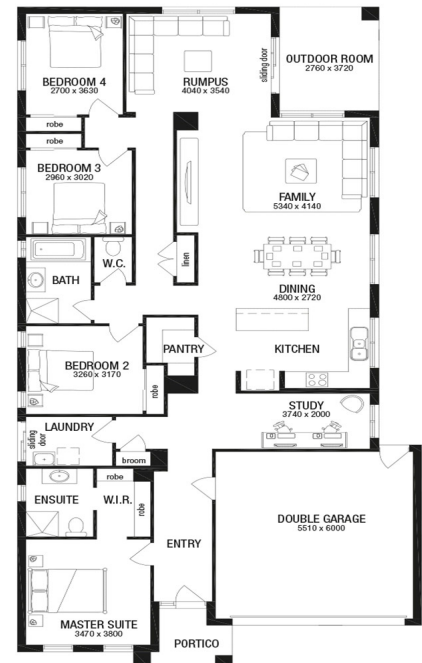 BEDROOM 4
2700 x 3630
RUMPUS
4040 x 3540
sliding door
OUTDOOR ROOM
2760 x 3720
robe
robe
BEDROOM 3
2960 x 3020
FAMILY
5340 x 4140
W.C.
BATH
linen
DINING
4800 x 2720
PANTRY
KITCHEN
BEDROOM 2
3260 x 3170
robe
STUDY
3740 x 2000
LAUNDRY
sliding
door
broom
robe
ENSUITE
W.I.R.
robe
DOUBLE GARAGE
5510 x 6000
ENTRY
MASTER SUITE
3470 x 3800
PORTICO